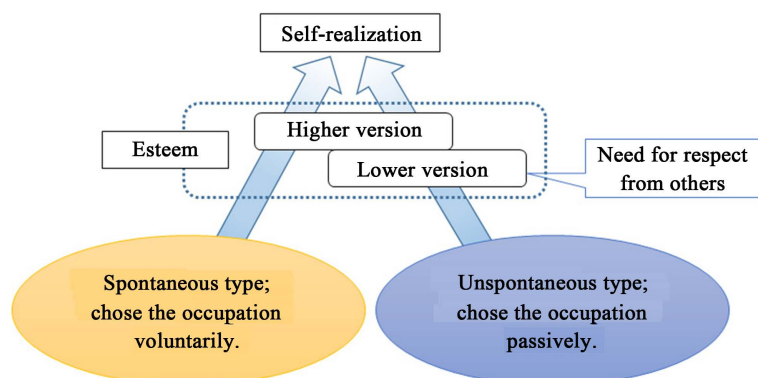 Self-realization
Higher version
Esteem
Lower version
Need for respect
from others
Spontaneous type;
chose the occupation
voluntarily.
Unspontaneous type;
chose the occupation
passively.